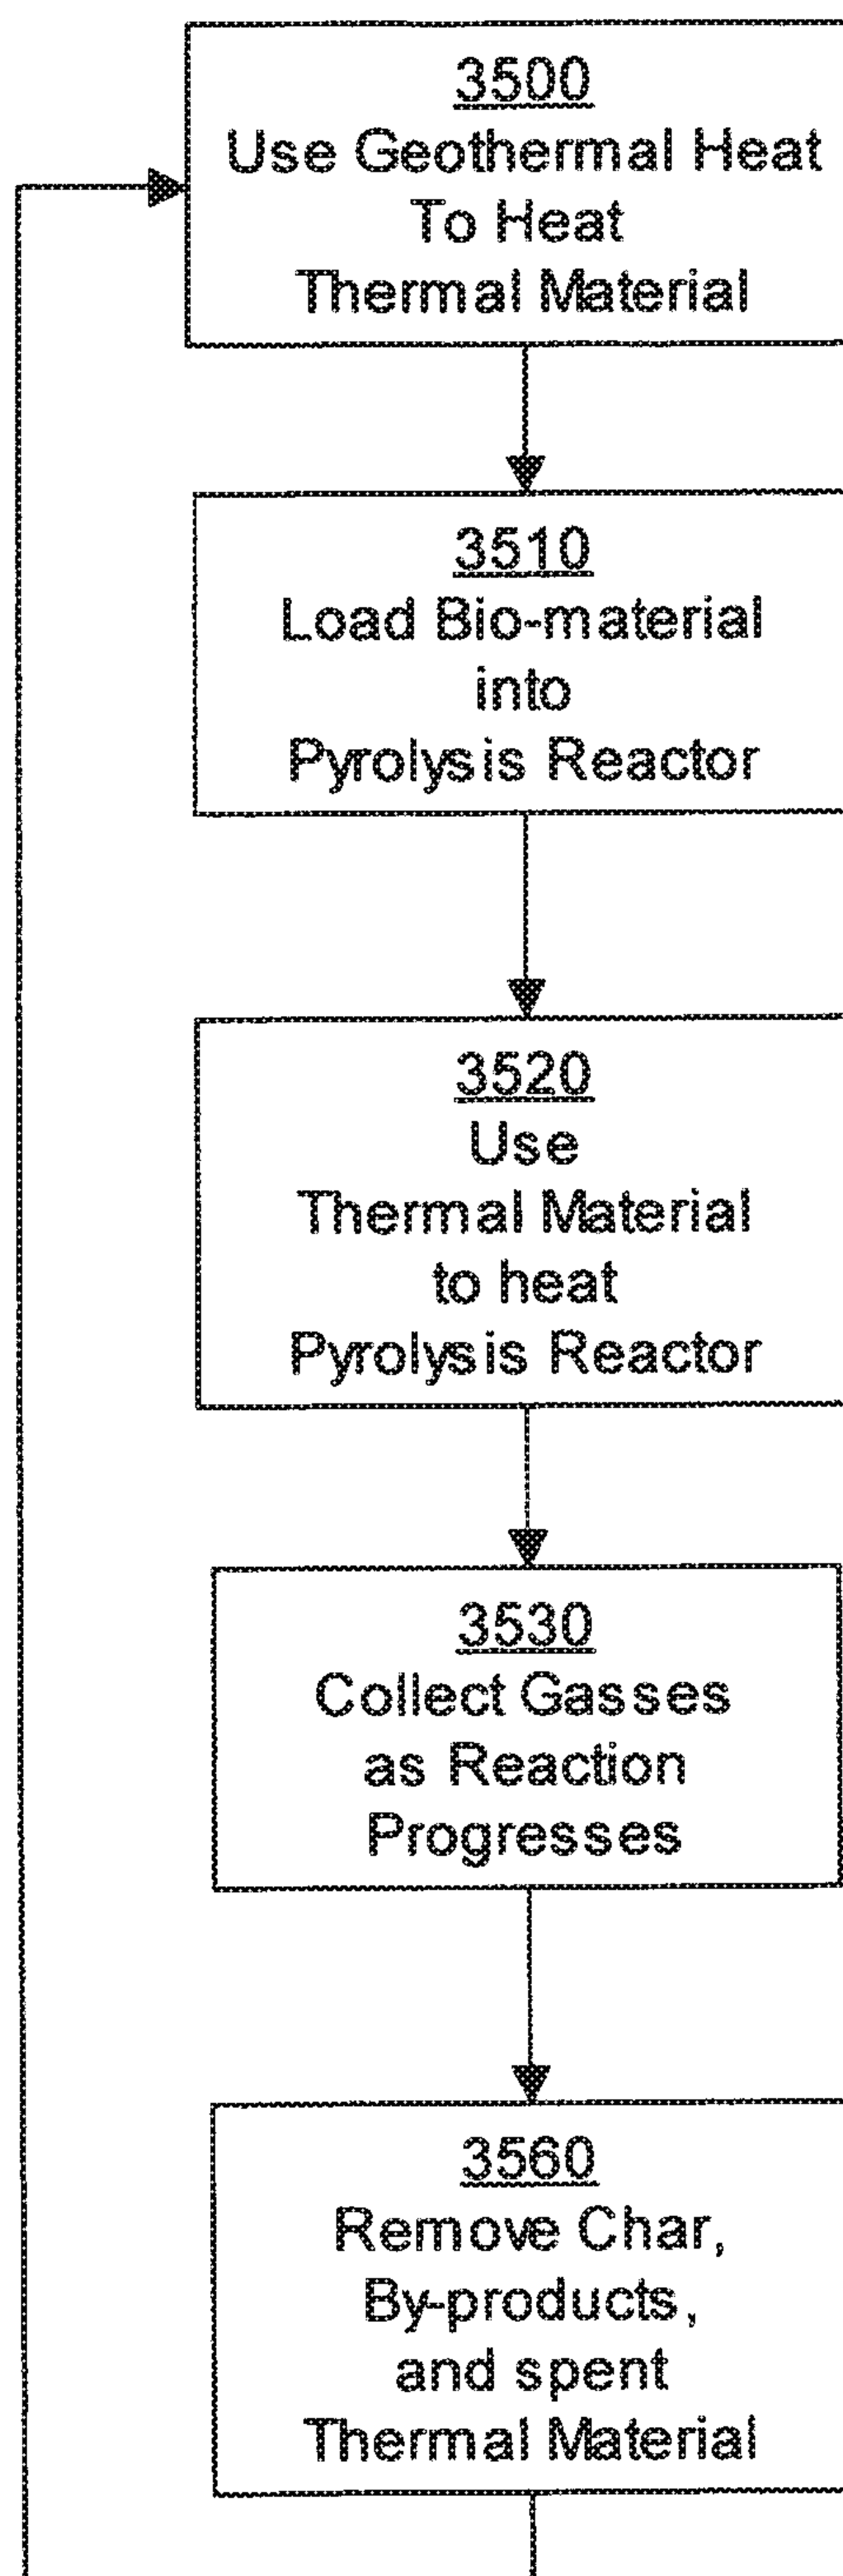 3500
Use Geothermal Heat
To Heat
Thermal Material
3510
Load Bio-material
into
Pyrolysis Reactor
3520
Use
Thermal Material
to heat
Pyrolysis Reactor
3530
Collect Gasses
as Reaction
Progresses
3560
Remove Char,
By-products,
and spent
Thermal Material